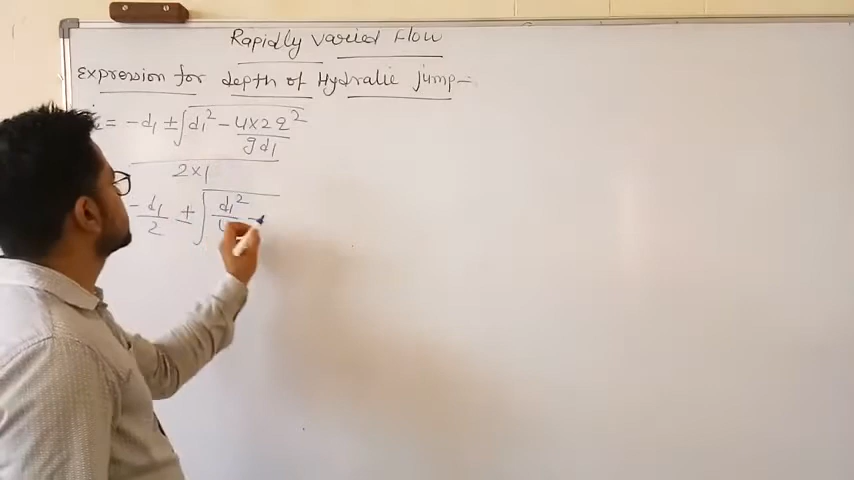 Rapidly varied Flow
Expression for depth of Hydralic jump-
= -d₁ ± √d₁² - 4×2q²
gd₁
2×1
- d₁/2 ± √d₁²/4 -